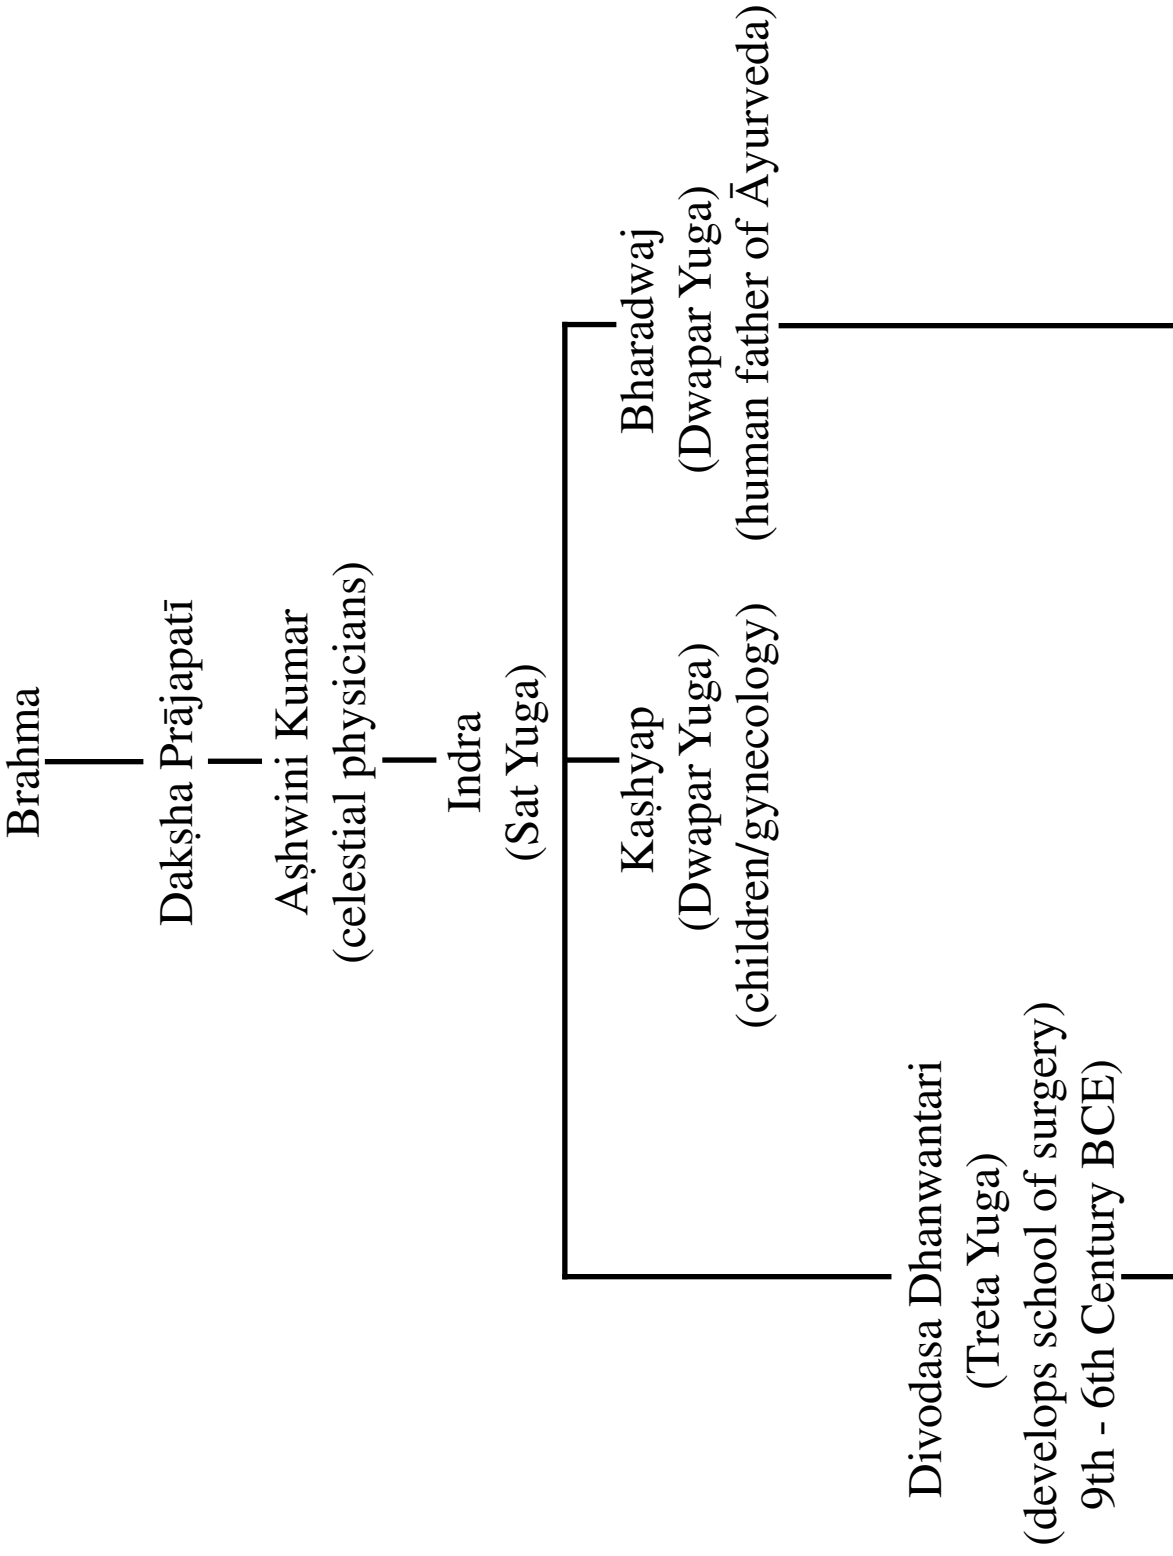 Brahma
Dakṣha Prājapatī
Aṣhwini Kumar
(celestial physicians)
Indra
(Sat Yuga)
Divodasa Dhanwantari
(Treta Yuga)
(develops school of surgery)
9th - 6th Century BCE)
Kaṣhyap
(Dwapar Yuga)
(children/gynecology)
Bharadwaj
(Dwapar Yuga)
(human father of Āyurveda)